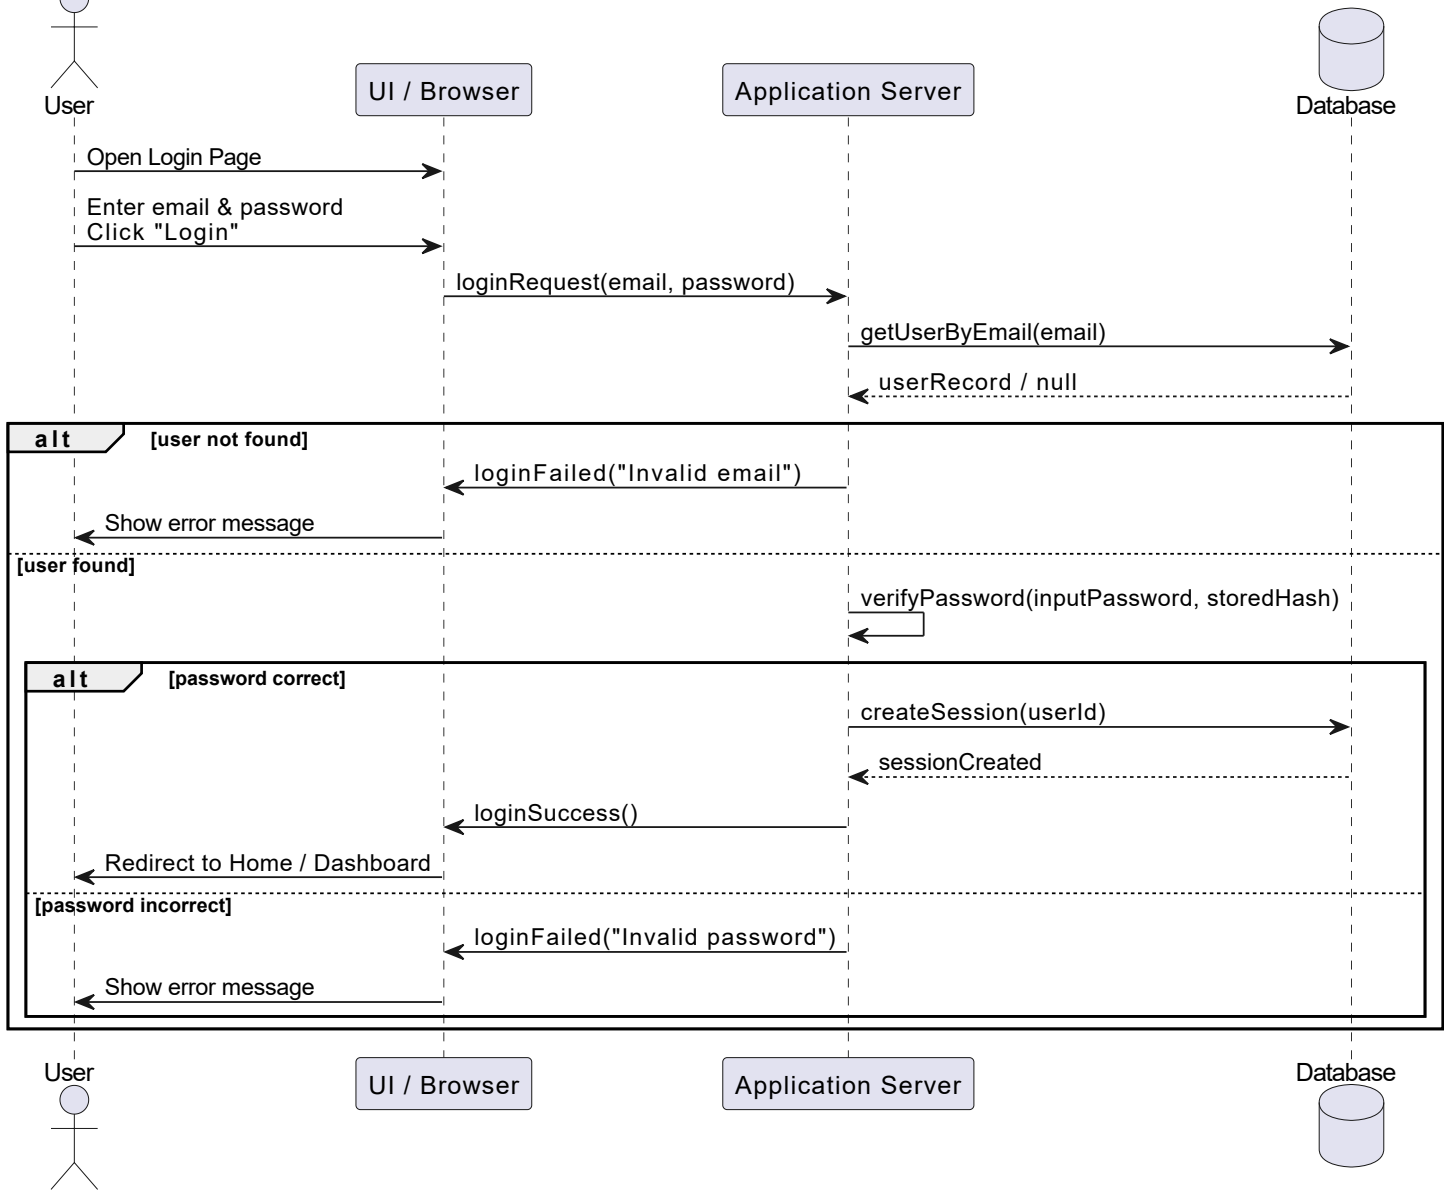 User
UI / Browser
Application Server
Database
Open Login Page
Enter email & password
Click "Login"
loginRequest(email, password)
getUserByEmail(email)
userRecord / null
alt
[user not found]
loginFailed("Invalid email")
Show error message
[user found]
verifyPassword(inputPassword, storedHash)
alt
[password correct]
createSession(userId)
sessionCreated
loginSuccess()
Redirect to Home / Dashboard
[password incorrect]
loginFailed("Invalid password")
Show error message
User
UI / Browser
Application Server
Database